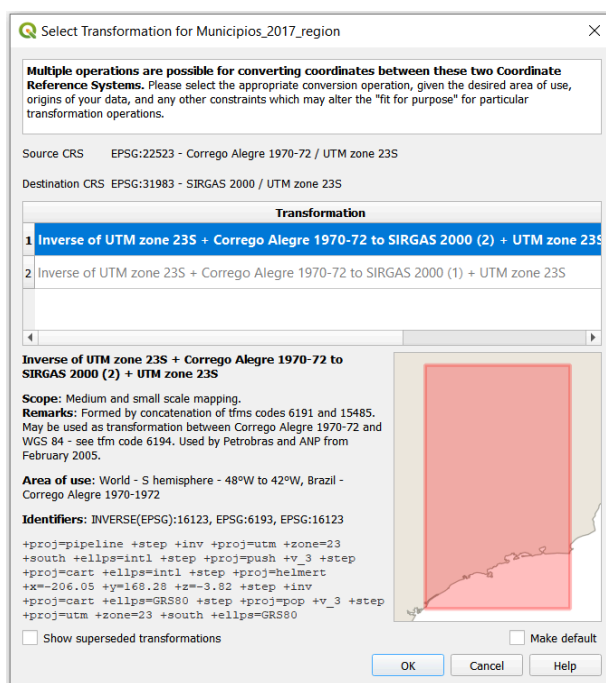 Select Transformation for Municipios_2017_region
Multiple operations are possible for converting coordinates between these two Coordinate
Reference Systems. Please select the appropriate conversion operation, given the desired area of use,
origins of your data, and any other constraints which may alter the "fit for purpose" for particular
transformation operations.
Source CRS EPSG:22523 - Corrego Alegre 1970-72 / UTM zone 23S
Destination CRS EPSG:31983 - SIRGAS 2000 / UTM zone 23S
Transformation
1 Inverse of UTM zone 23S + Corrego Alegre 1970-72 to SIRGAS 2000 (2) + UTM zone 23S
2 Inverse of UTM zone 23S + Corrego Alegre 1970-72 to SIRGAS 2000 (1) + UTM zone 23S
Inverse of UTM zone 23S + Corrego Alegre 1970-72 to
SIRGAS 2000 (2) + UTM zone 23S
Scope: Medium and small scale mapping.
Remarks: Formed by concatenation of tfms codes 6191 and 15485.
May be used as transformation between Corrego Alegre 1970-72 and
WGS 84 - see tfm code 6194. Used by Petrobras and ANP from
February 2005.
Area of use: World - S hemisphere - 48°W to 42°W, Brazil -
Corrego Alegre 1970-1972
Identifiers: INVERSE(EPSG):16123, EPSG:6193, EPSG:16123
+proj=pipeline +step +inv +proj=utm +zone=23
+south +ellps=intl +step +proj=push +v_3 +step
+proj=cart +ellps=intl +step +proj=helmert
+x=-206.05 +y=168.28 +z=-3.82 +step +inv
+proj=cart +ellps=GRS80 +step +proj=pop +v_3 +step
+proj=utm +zone=23 +south +ellps=GRS80
Show superseded transformations
Make default
OK Cancel Help